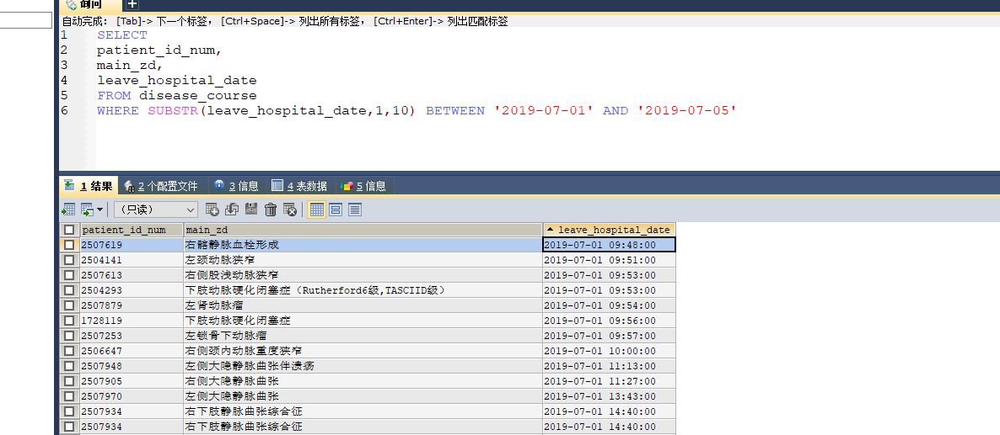 询问
自动完成： [Tab]-> 下一个标签， [Ctrl+Space]-> 列出所有标签， [Ctrl+Enter]-> 列出匹配标签
1 SELECT
2 patient_id_num,
3 main_zd,
4 leave_hospital_date
5 FROM disease_course
6 WHERE SUBSTR(leave_hospital_date,1,10) BETWEEN '2019-07-01' AND '2019-07-05'
1 结果 2 个配置文件 3 信息 4 表数据 5 信息
（只读）
patient_id_num main_zd leave_hospital_date
2507619 右髂静脉血栓形成 2019-07-01 09:48:00
2504141 左颈动脉狭窄 2019-07-01 09:51:00
2507613 右侧股浅动脉狭窄 2019-07-01 09:53:00
2504293 下肢动脉硬化闭塞症（Rutherford6级,TASCIID级） 2019-07-01 09:53:00
2507879 左肾动脉瘤 2019-07-01 09:54:00
1728119 下肢动脉硬化闭塞症 2019-07-01 09:56:00
2507253 左锁骨下动脉瘤 2019-07-01 09:57:00
2506647 右侧颈内动脉重度狭窄 2019-07-01 10:00:00
2507948 左侧大隐静脉曲张伴溃疡 2019-07-01 11:13:00
2507905 右侧大隐静脉曲张 2019-07-01 11:27:00
2507970 左侧大隐静脉曲张 2019-07-01 13:43:00
2507934 右下肢静脉曲张综合征 2019-07-01 14:40:00
2507934 右下肢静脉曲张综合征 2019-07-01 14:40:00